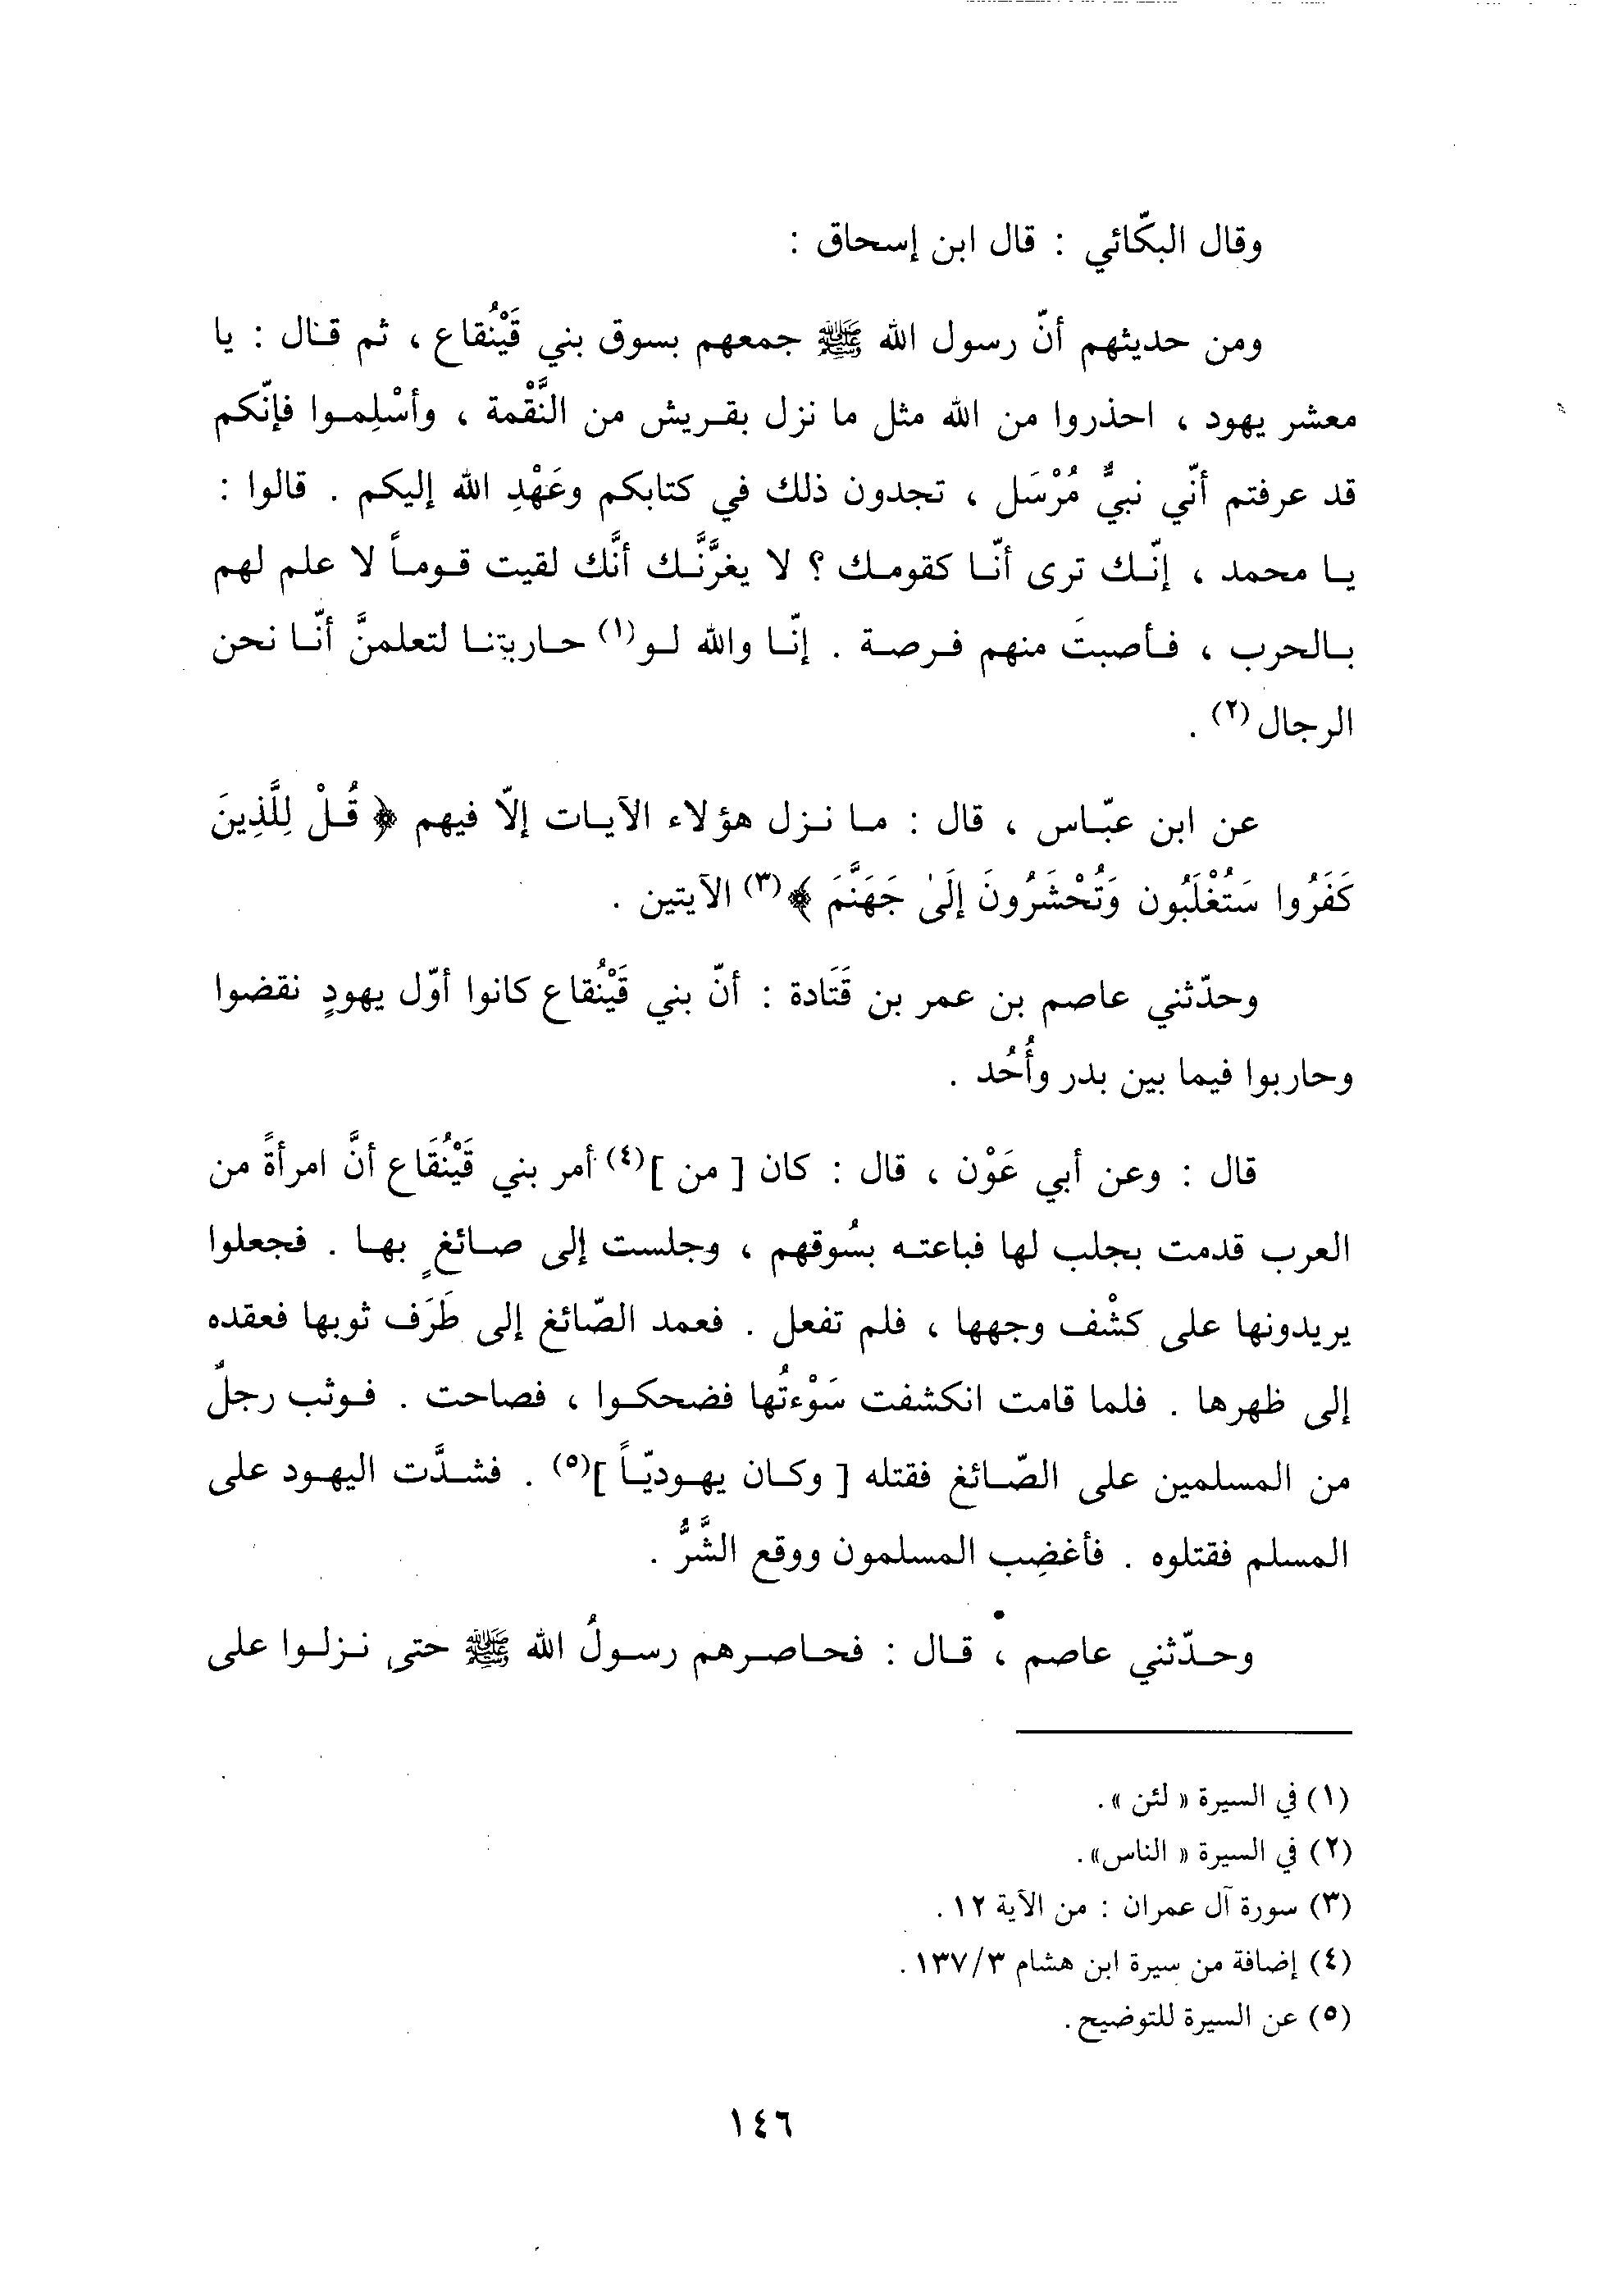 وقال البكّائي : قال ابن إسحاق :
ومن حديثهم أنّ رسول الله ﷺ جمعهم بسوق بني قَيْنُقاع ، ثم قال : يا
معشر يهود ، احذروا من الله مثل ما نزل بقريش من النَّقْمة ، وأسْلِموا فإنّكم
قد عرفتم أنّي نبيٌّ مُرْسَل ، تجدون ذلك في كتابكم وعَهْدِ الله إليكم . قالوا :
يا محمد ، إنّك ترى أنّا كقومك ؟ لا يغرَّنَّك أنَّك لقيت قوماً لا علم لهم
بالحرب ، فأصبتَ منهم فرصة . إنّا والله لو(١) حاربتنا لتعلمنَّ أنّا نحن
الرجال(٢) .
عن ابن عبّاس ، قال : ما نزل هؤلاء الآيات إلّا فيهم ﴿ قُلْ لِلَّذِينَ
كَفَرُوا سَتُغْلَبُون وَتُحْشَرُونَ إِلَىٰ جَهَنَّمَ ﴾(٣) الآيتين .
وحدّثني عاصم بن عمر بن قَتَادة : أنّ بني قَيْنُقاع كانوا أوّل يهودٍ نقضوا
وحاربوا فيما بين بدر وأُحُد .
قال : وعن أبي عَوْن ، قال : كان [ من ](٤) أمر بني قَيْنُقَاع أنَّ امرأةً من
العرب قدمت بجلب لها فباعته بسُوقهم ، وجلست إلى صائغٍ بها . فجعلوا
يريدونها على كشْف وجهها ، فلم تفعل . فعمد الصّائغ إلى طَرَف ثوبها فعقده
إلى ظهرها . فلما قامت انكشفت سَوْءتُها فضحكوا ، فصاحت . فوثب رجلٌ
من المسلمين على الصّائغ فقتله [ وكان يهوديّاً ](٥) . فشدَّت اليهود على
المسلم فقتلوه . فأغضِب المسلمون ووقع الشَّرُّ .
وحدّثني عاصم ، قال : فحاصرهم رسولُ الله ﷺ حتى نزلوا على
(١) في السيرة « لئن ».
(٢) في السيرة « الناس».
(٣) سورة آل عمران : من الآية ١٢ .
(٤) إضافة من سيرة ابن هشام ١٣٧/٣ .
(٥) عن السيرة للتوضيح.
١٤٦